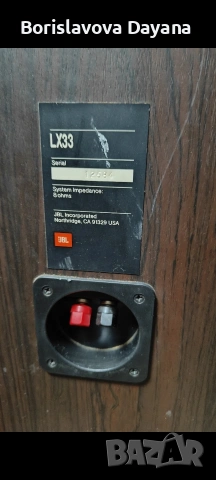 Borislavova Dayana
LX33
Serial
System Impedance:
8 ohms
JBL Incorporated
Northridge, CA 91329 USA
JBL
BAZAR